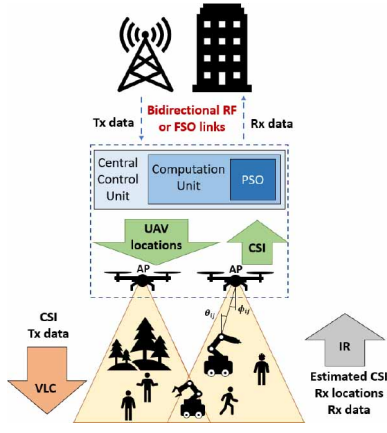 Bidirectional RF
or FSO links
Tx data
Rx data
Central
Control
Unit
Computation
Unit
PSO
UAV
locations
CSI
AP
AP
θij
ϕij
CSI
Tx data
VLC
IR
Estimated CSI
Rx locations
Rx data